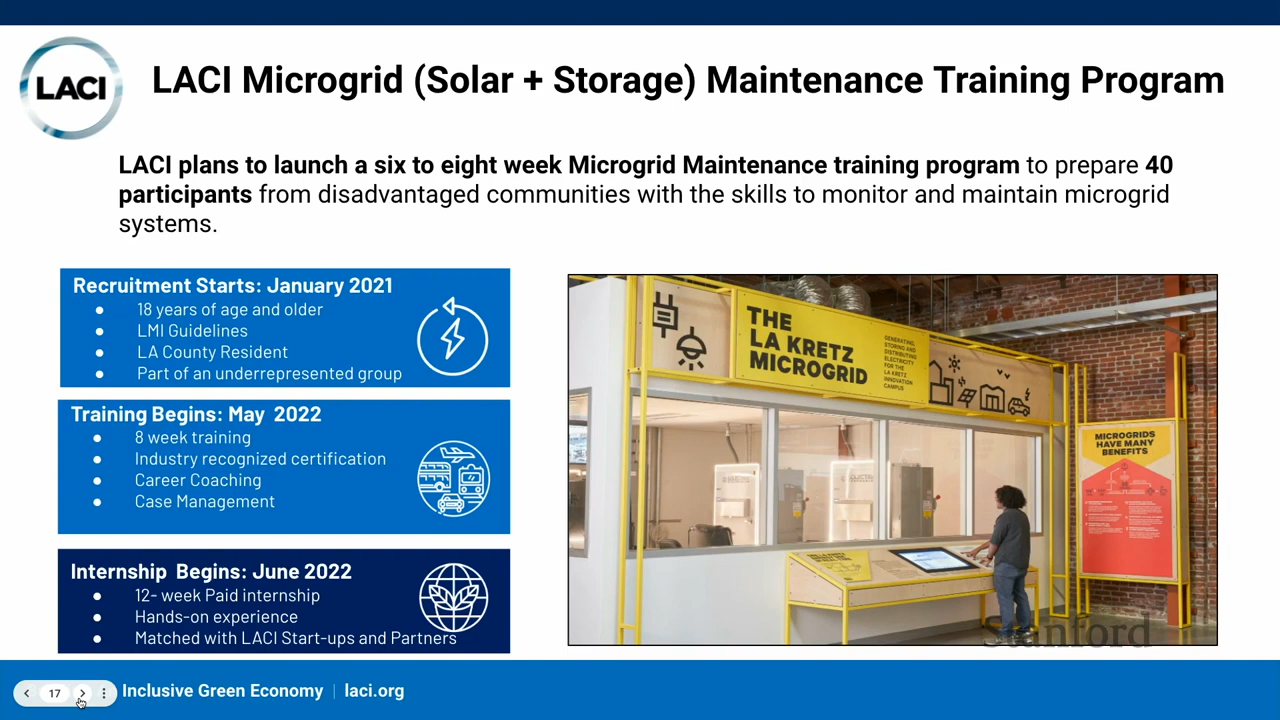 LACI
LACI Microgrid (Solar + Storage) Maintenance Training Program
LACI plans to launch a six to eight week Microgrid Maintenance training program to prepare 40
participants from disadvantaged communities with the skills to monitor and maintain microgrid
systems.
Recruitment Starts: January 2021
● 18 years of age and older
● LMI Guidelines
● LA County Resident
● Part of an underrepresented group
Training Begins: May 2022
● 8 week training
● Industry recognized certification
● Career Coaching
● Case Management
Internship Begins: June 2022
● 12- week Paid internship
● Hands-on experience
● Matched with LACI Start-ups and Partners
THE
LA KRETZ
MICROGRID
GENERATING,
STORING AND
DISTRIBUTING
ELECTRICITY
FOR THE
LA KRETZ
INNOVATION
CAMPUS
MICROGRIDS
HAVE MANY
BENEFITS
Stanford
17
Inclusive Green Economy | laci.org